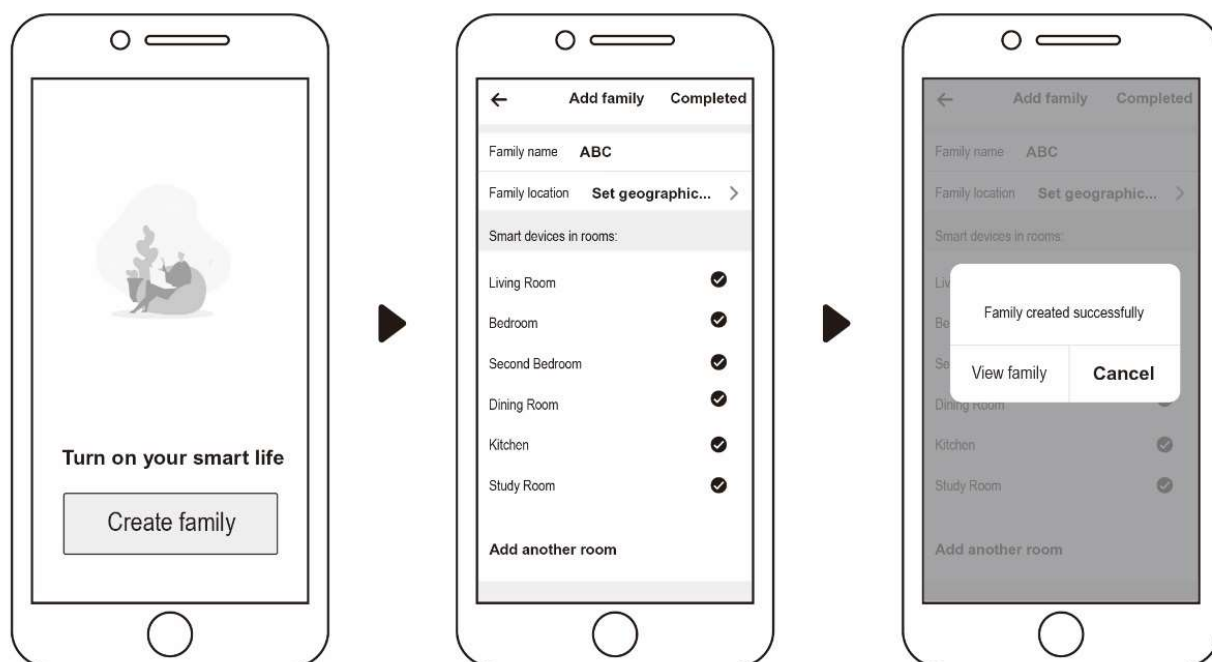 Turn on your smart life
Create family
Add family Completed
Family name ABC
Family location Set geographic...
Smart devices in rooms:
Living Room
Bedroom
Second Bedroom
Dining Room
Kitchen
Study Room
Add another room
Add family Completed
Family name ABC
Family location Set geographic...
Smart devices in rooms:
Liv
Be
Se
Family created successfully
View family Cancel
Dining Room
Kitchen
Study Room
Add another room